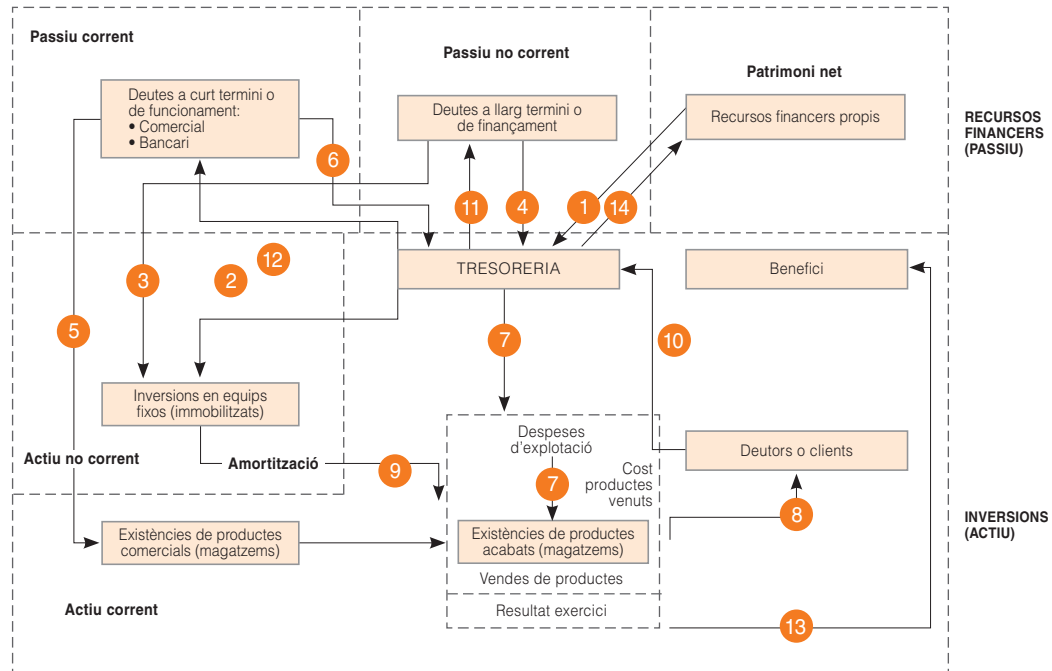 Passiu corrent
Deutes a curt termini o
de funcionament:
• Comercial
• Bancari
Passiu no corrent
Deutes a llarg termini o
de finançament
Patrimoni net
Recursos financers propis
RECURSOS
FINANCERS
(PASSIU)
6
11
4
1
14
3
2
12
5
TRESORERIA
Benefici
7
10
Inversions en equips
fixos (immobilitzats)
Actiu no corrent
Amortització
9
Despeses
d'explotació
7
Cost
productes
venuts
Deutors o clients
8
Existències de productes
comercials (magatzems)
Existències de productes
acabats (magatzems)
Vendes de productes
Resultat exercici
13
Actiu corrent
INVERSIONS
(ACTIU)